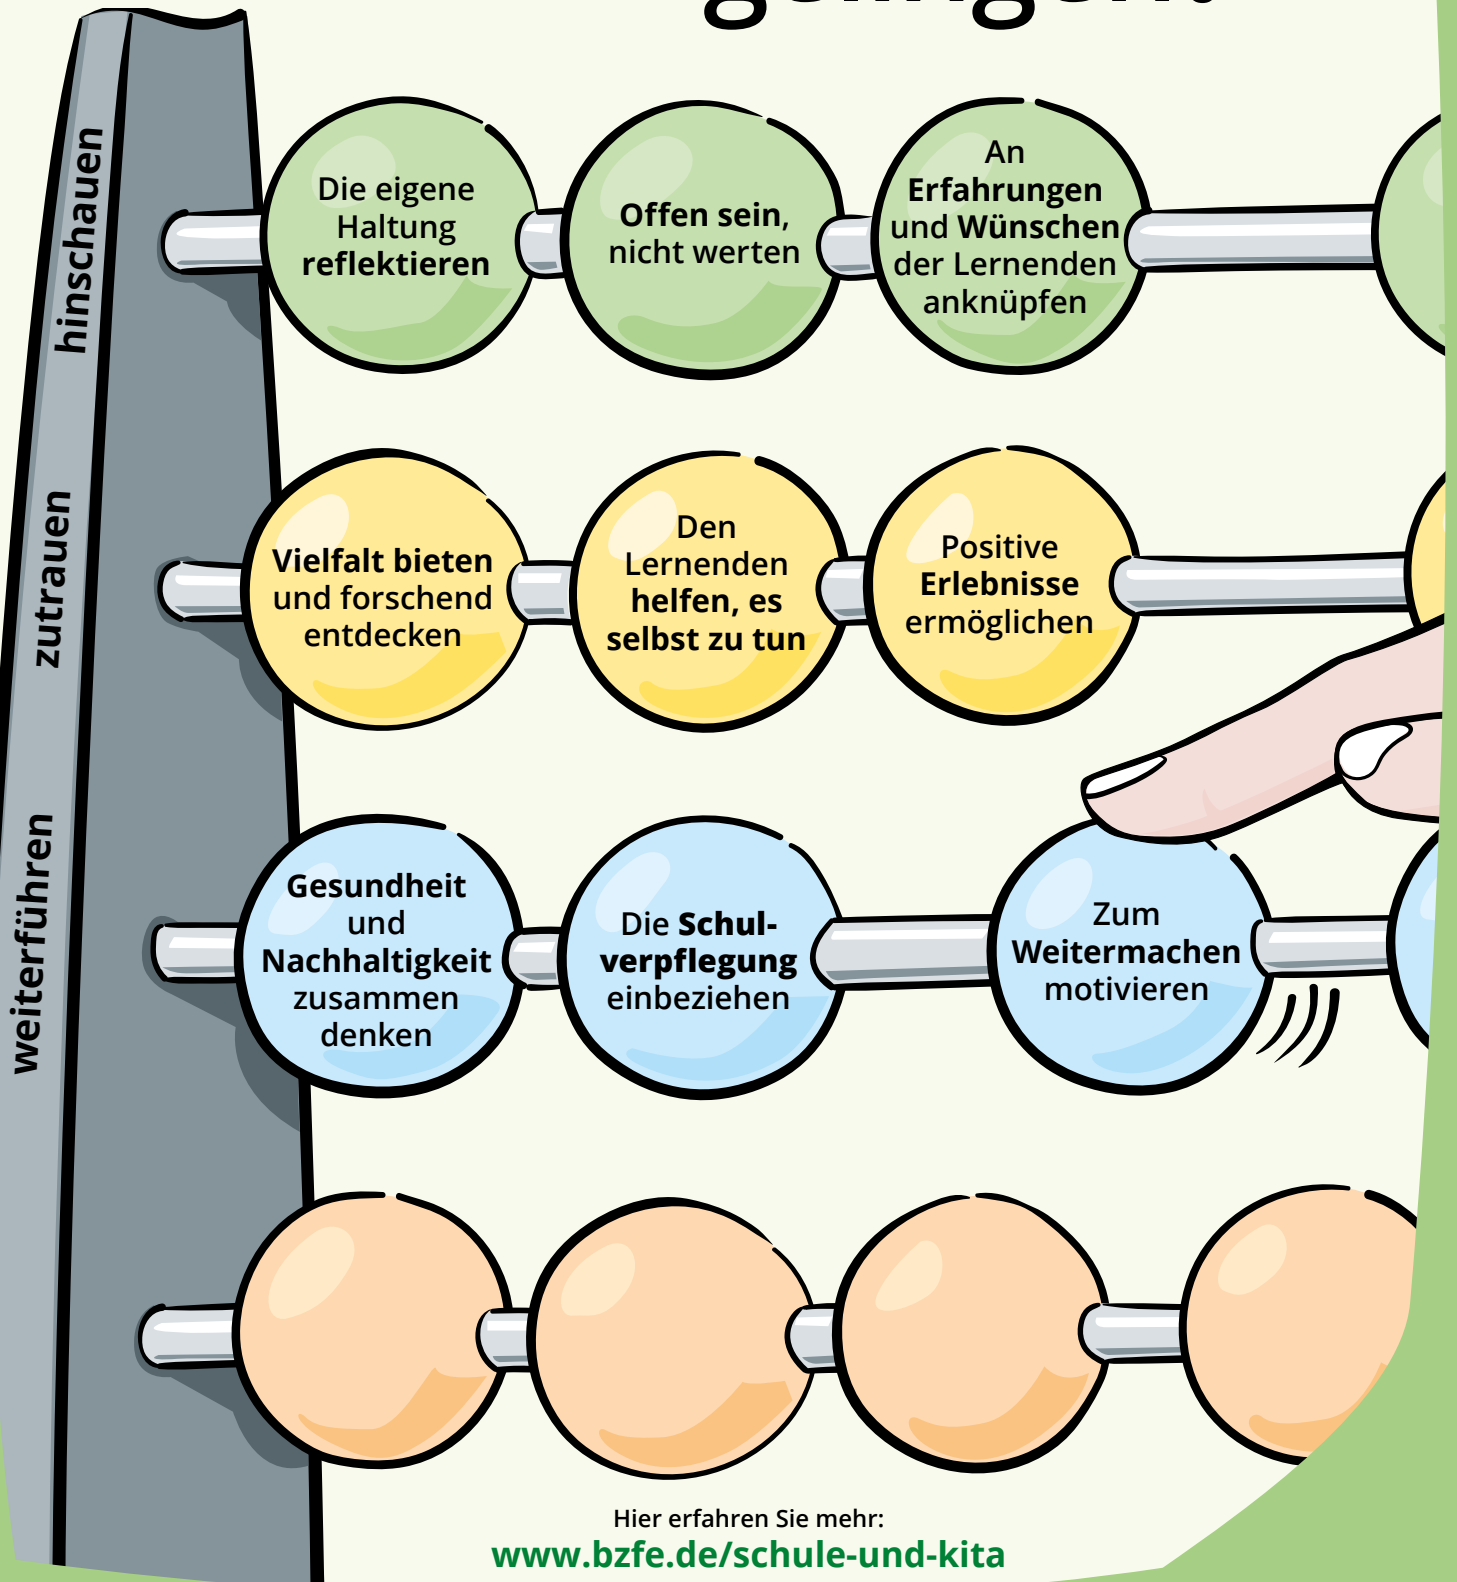 gelingen:
hinschauen
Die eigene
Haltung
reflektieren
Offen sein,
nicht werten
An
Erfahrungen
und Wünschen
der Lernenden
anknüpfen
zutrauen
Vielfalt bieten
und forschend
entdecken
Den
Lernenden
helfen, es
selbst zu tun
Positive
Erlebnisse
ermöglichen
weiterführen
Gesundheit
und
Nachhaltigkeit
zusammen
denken
Die Schul-
verpflegung
einbeziehen
Zum
Weitermachen
motivieren
Hier erfahren Sie mehr:
www.bzfe.de/schule-und-kita